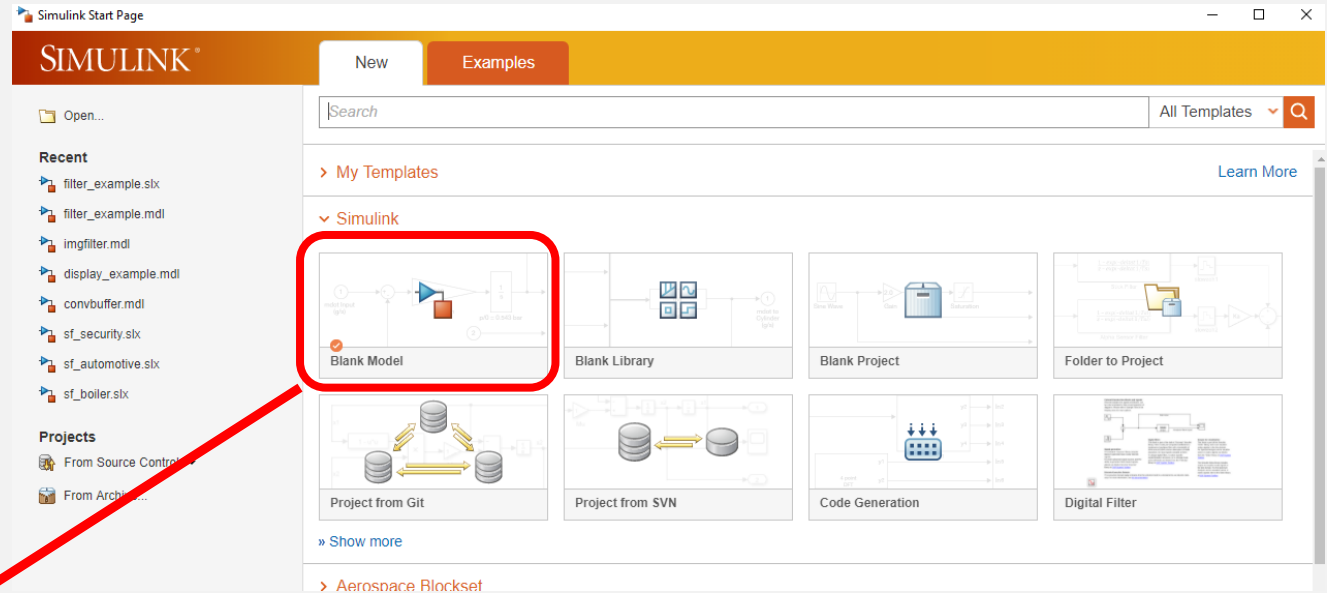 Simulink Start Page
SIMULINK®
New
Examples
Open...
Recent
filter_example.slx
filter_example.mdl
imgfilter.mdl
display_example.mdl
convbuffer.mdl
sf_security.slx
sf_automotive.slx
sf_boiler.slx
Projects
From Source Control
From Archive...
Search
All Templates
My Templates
Learn More
Simulink
Blank Model
Blank Library
Blank Project
Folder to Project
Project from Git
Project from SVN
Code Generation
Digital Filter
» Show more
Aerospace Blockset